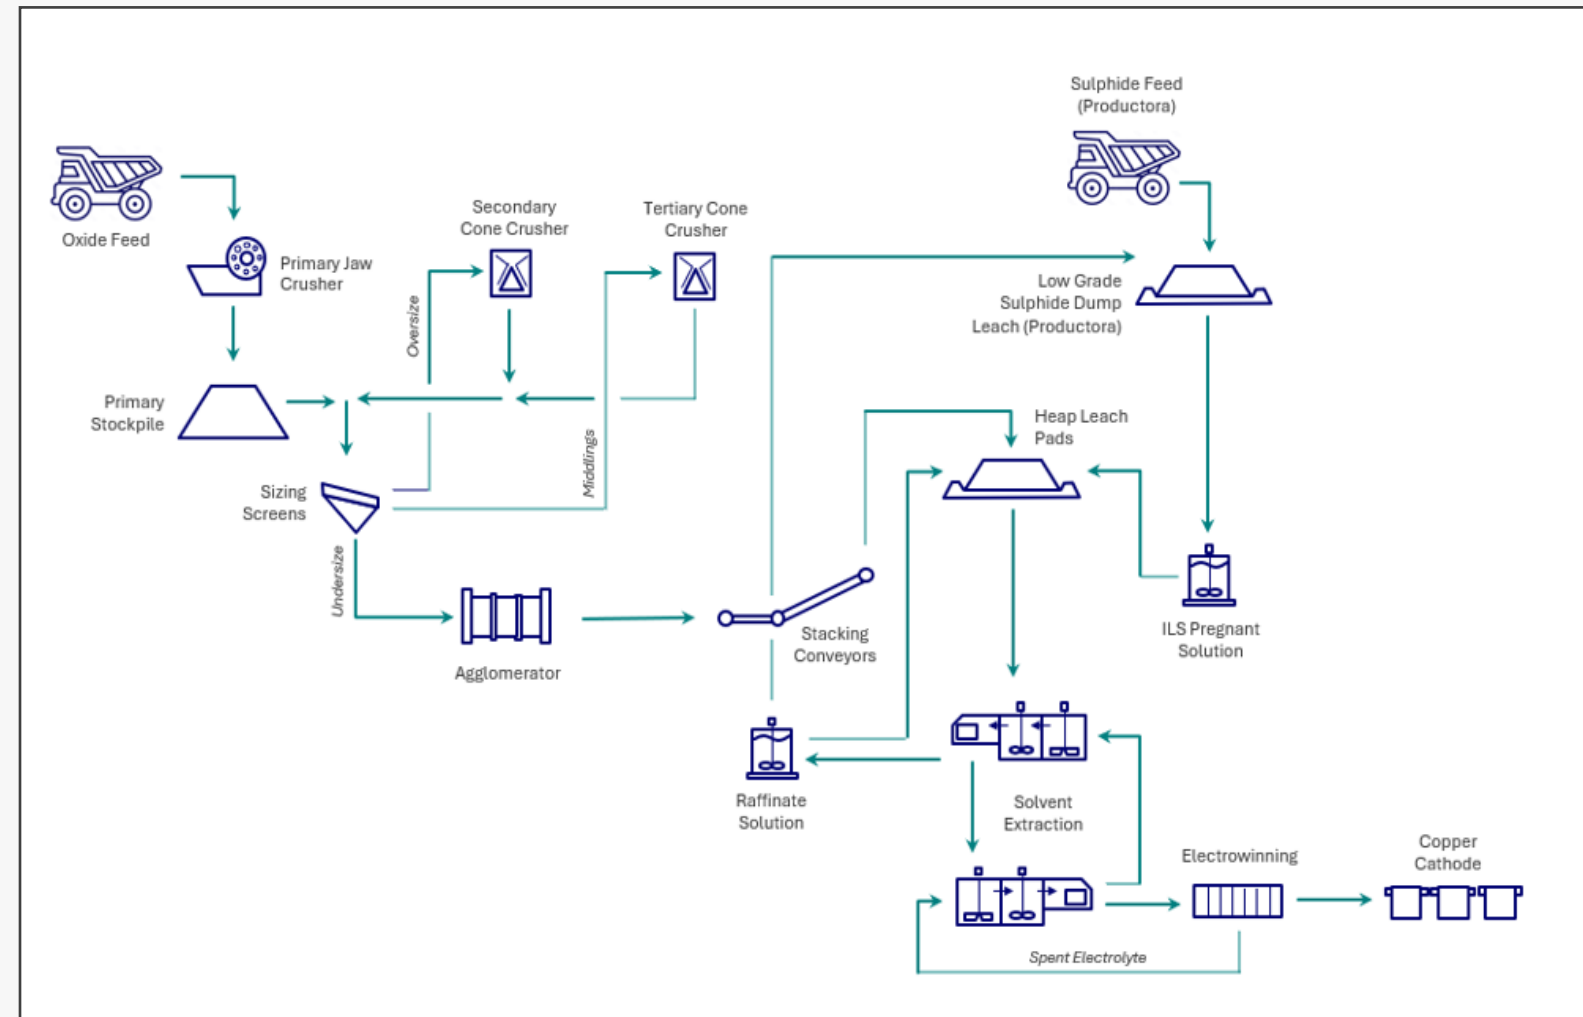 Sulphide Feed
(Productora)
Oxide Feed
Primary Jaw
Crusher
Secondary
Cone Crusher
Tertiary Cone
Crusher
Oversize
Low Grade
Sulphide Dump
Leach (Productora)
Primary
Stockpile
Middlings
Heap Leach
Pads
Sizing
Screens
Undersize
Agglomerator
Stacking
Conveyors
ILS Pregnant
Solution
Raffinate
Solution
Solvent
Extraction
Electrowinning
Copper
Cathode
Spent Electrolyte